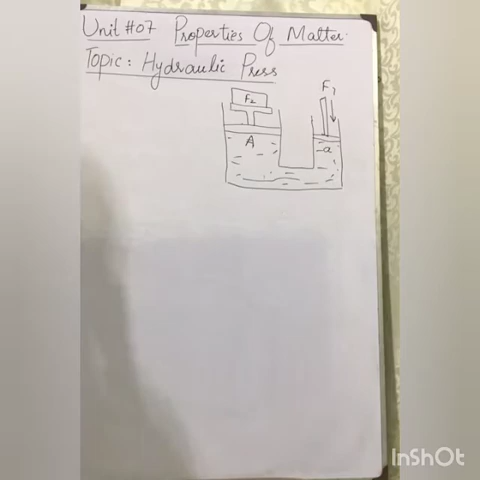 Unit #07 Properties Of Matter.
Topic: Hydraulic Press
F₂
F₁
A
a
InShOt